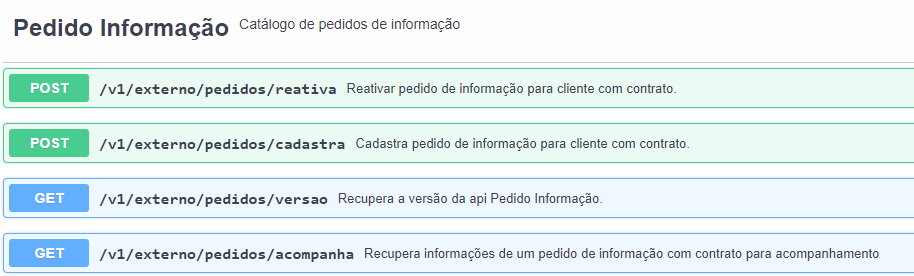 Pedido Informação Catálogo de pedidos de informação
POST /v1/externo/pedidos/reativa Reativar pedido de informação para cliente com contrato.
POST /v1/externo/pedidos/cadastra Cadastra pedido de informação para cliente com contrato.
GET /v1/externo/pedidos/versao Recupera a versão da api Pedido Informação.
GET /v1/externo/pedidos/acompanha Recupera informações de um pedido de informação com contrato para acompanhamento